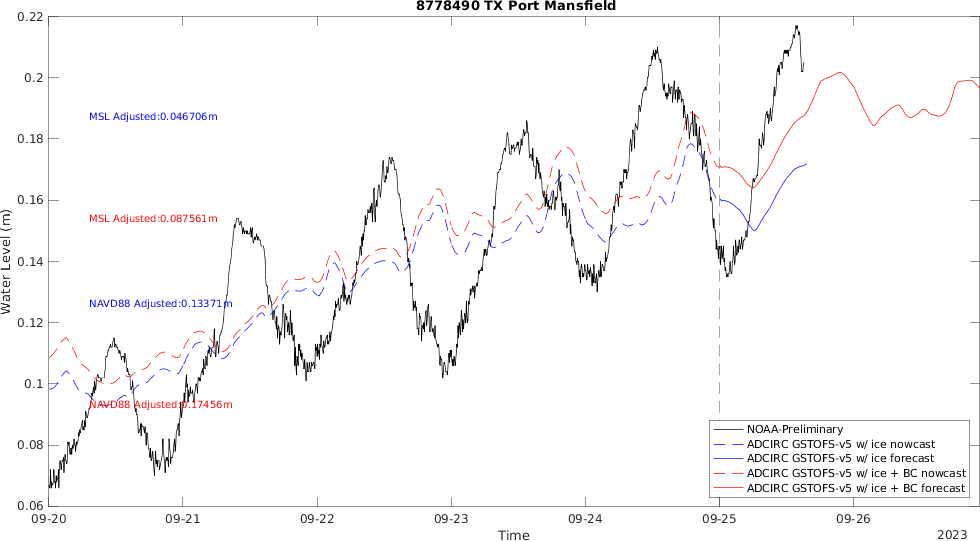 8778490 TX Port Mansfield
0.22
0.2
0.18
0.16
0.14
0.12
0.1
0.08
0.06
Water Level (m)
MSL Adjusted:0.046706m
MSL Adjusted:0.087561m
NAVD88 Adjusted:0.13371m
NAVD88 Adjusted:0.17456m
NOAA-Preliminary
ADCIRC GSTOFS-v5 w/ ice nowcast
ADCIRC GSTOFS-v5 w/ ice forecast
ADCIRC GSTOFS-v5 w/ ice + BC nowcast
ADCIRC GSTOFS-v5 w/ ice + BC forecast
09-20 09-21 09-22 09-23 09-24 09-25 09-26
Time
2023